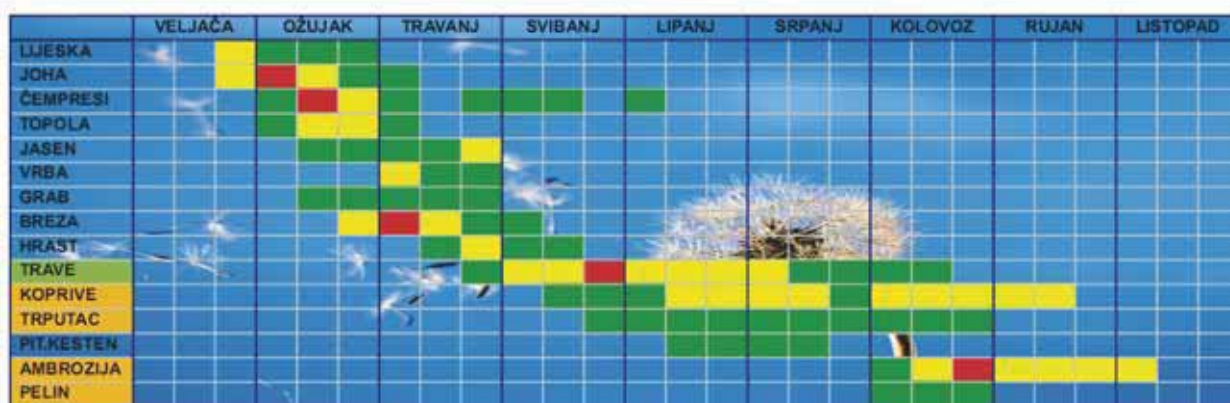 VELJAČA OŽUJAK TRAVANJ SVIBANJ LIPANJ SRPANJ KOLOVOZ RUJAN LISTOPAD
LIJESKA
JOHA
ČEMPRESI
TOPOLA
JASEN
VRBA
GRAB
BREZA
HRAST
TRAVE
KOPRIVE
TRPUTAC
PIT.KESTEN
AMBROZIJA
PELIN